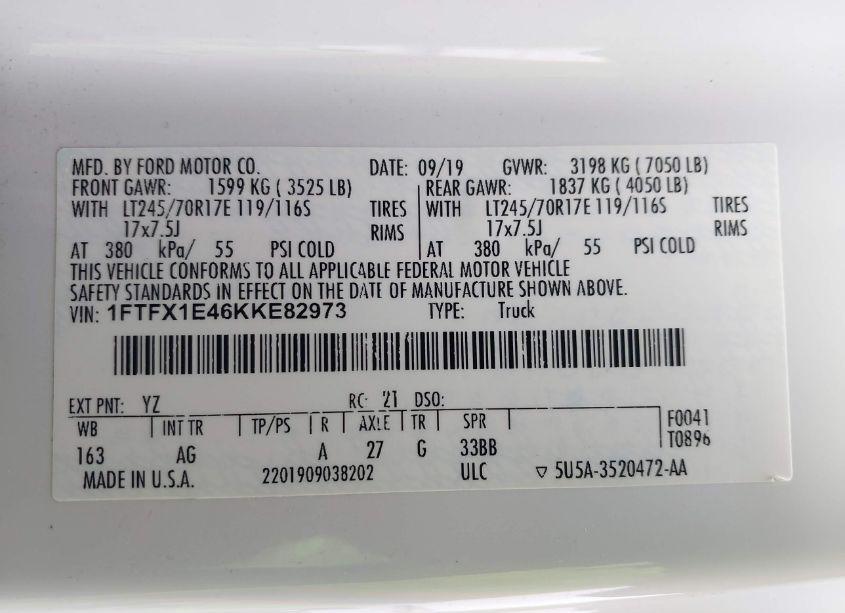 MFD. BY FORD MOTOR CO. DATE: 09/19 GVWR: 3198 KG ( 7050 LB)
FRONT GAWR: 1599 KG ( 3525 LB) REAR GAWR: 1837 KG ( 4050 LB)
WITH LT245/70R17E 119/116S TIRES WITH LT245/70R17E 119/116S TIRES
17x7.5J RIMS 17x7.5J RIMS
AT 380 kPa/ 55 PSI COLD AT 380 kPa/ 55 PSI COLD
THIS VEHICLE CONFORMS TO ALL APPLICABLE FEDERAL MOTOR VEHICLE
SAFETY STANDARDS IN EFFECT ON THE DATE OF MANUFACTURE SHOWN ABOVE.
VIN: 1FTFX1E46KKE82973 TYPE: Truck
EXT PNT: YZ RC: 21 DSO:
WB INT TR TP/PS R AXLE TR SPR F0041
163 AG A 27 G 33BB T0896
MADE IN U.S.A. 2201909038202 ULC ▽ 5U5A-3520472-AA